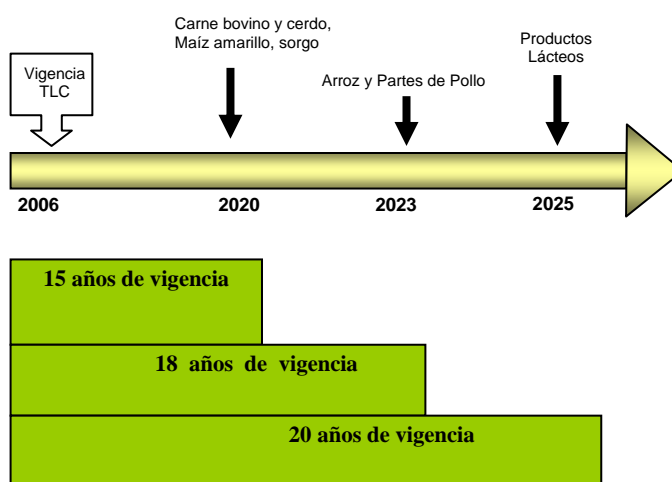 Carne bovino y cerdo,
Maíz amarillo, sorgo
Productos
Lácteos
Vigencia
TLC
Arroz y Partes de Pollo
2006
2020
2023
2025
15 años de vigencia
18 años de vigencia
20 años de vigencia